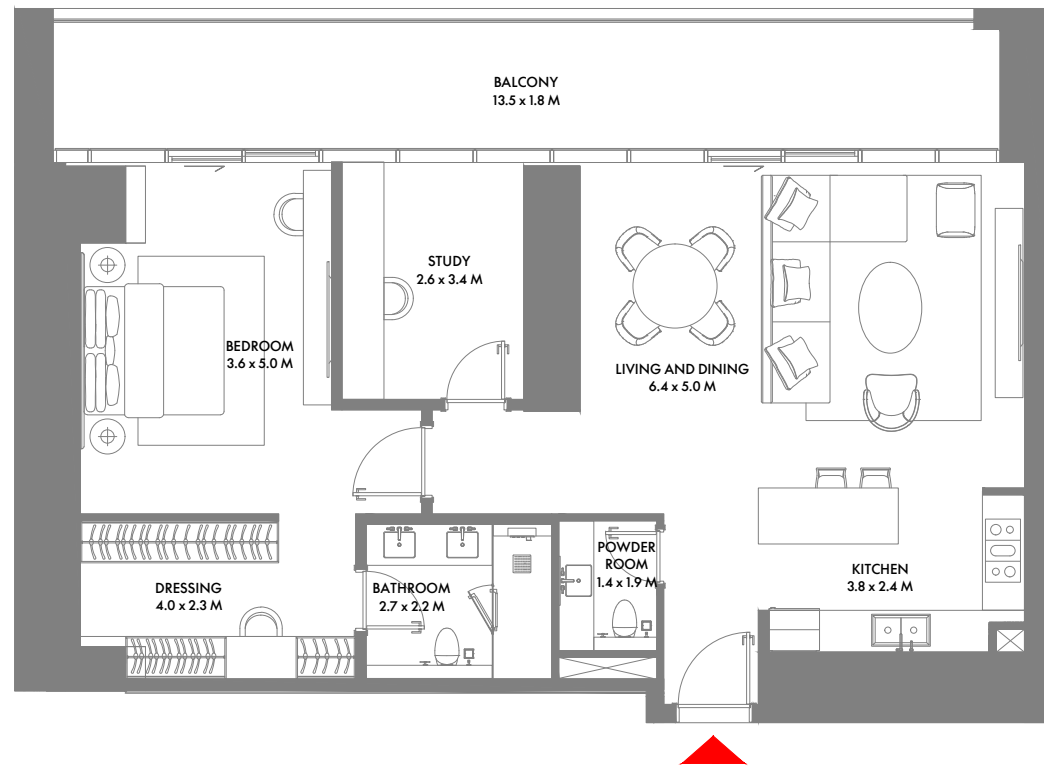 BALCONY
13.5 x 1.8 M
STUDY
2.6 x 3.4 M
BEDROOM
3.6 x 5.0 M
LIVING AND DINING
6.4 x 5.0 M
POWDER
ROOM
1.4 x 1.9 M
KITCHEN
3.8 x 2.4 M
DRESSING
4.0 x 2.3 M
BATHROOM
2.7 x 2.2 M